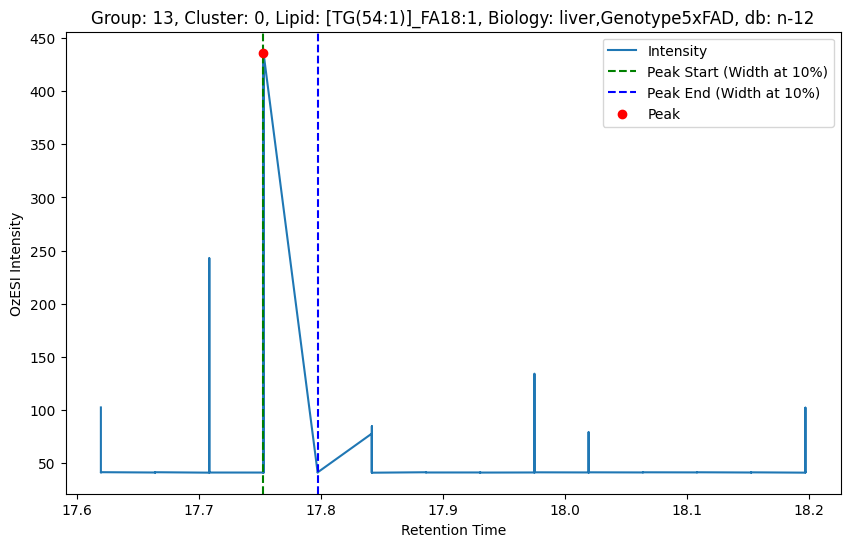 Group: 13, Cluster: 0, Lipid: [TG(54:1)]_FA18:1, Biology: liver,Genotype5xFAD, db: n-12
Intensity
Peak Start (Width at 10%)
Peak End (Width at 10%)
Peak
OzESI Intensity
450
400
350
300
250
200
150
100
50
17.6
17.7
17.8
17.9
18.0
18.1
18.2
Retention Time